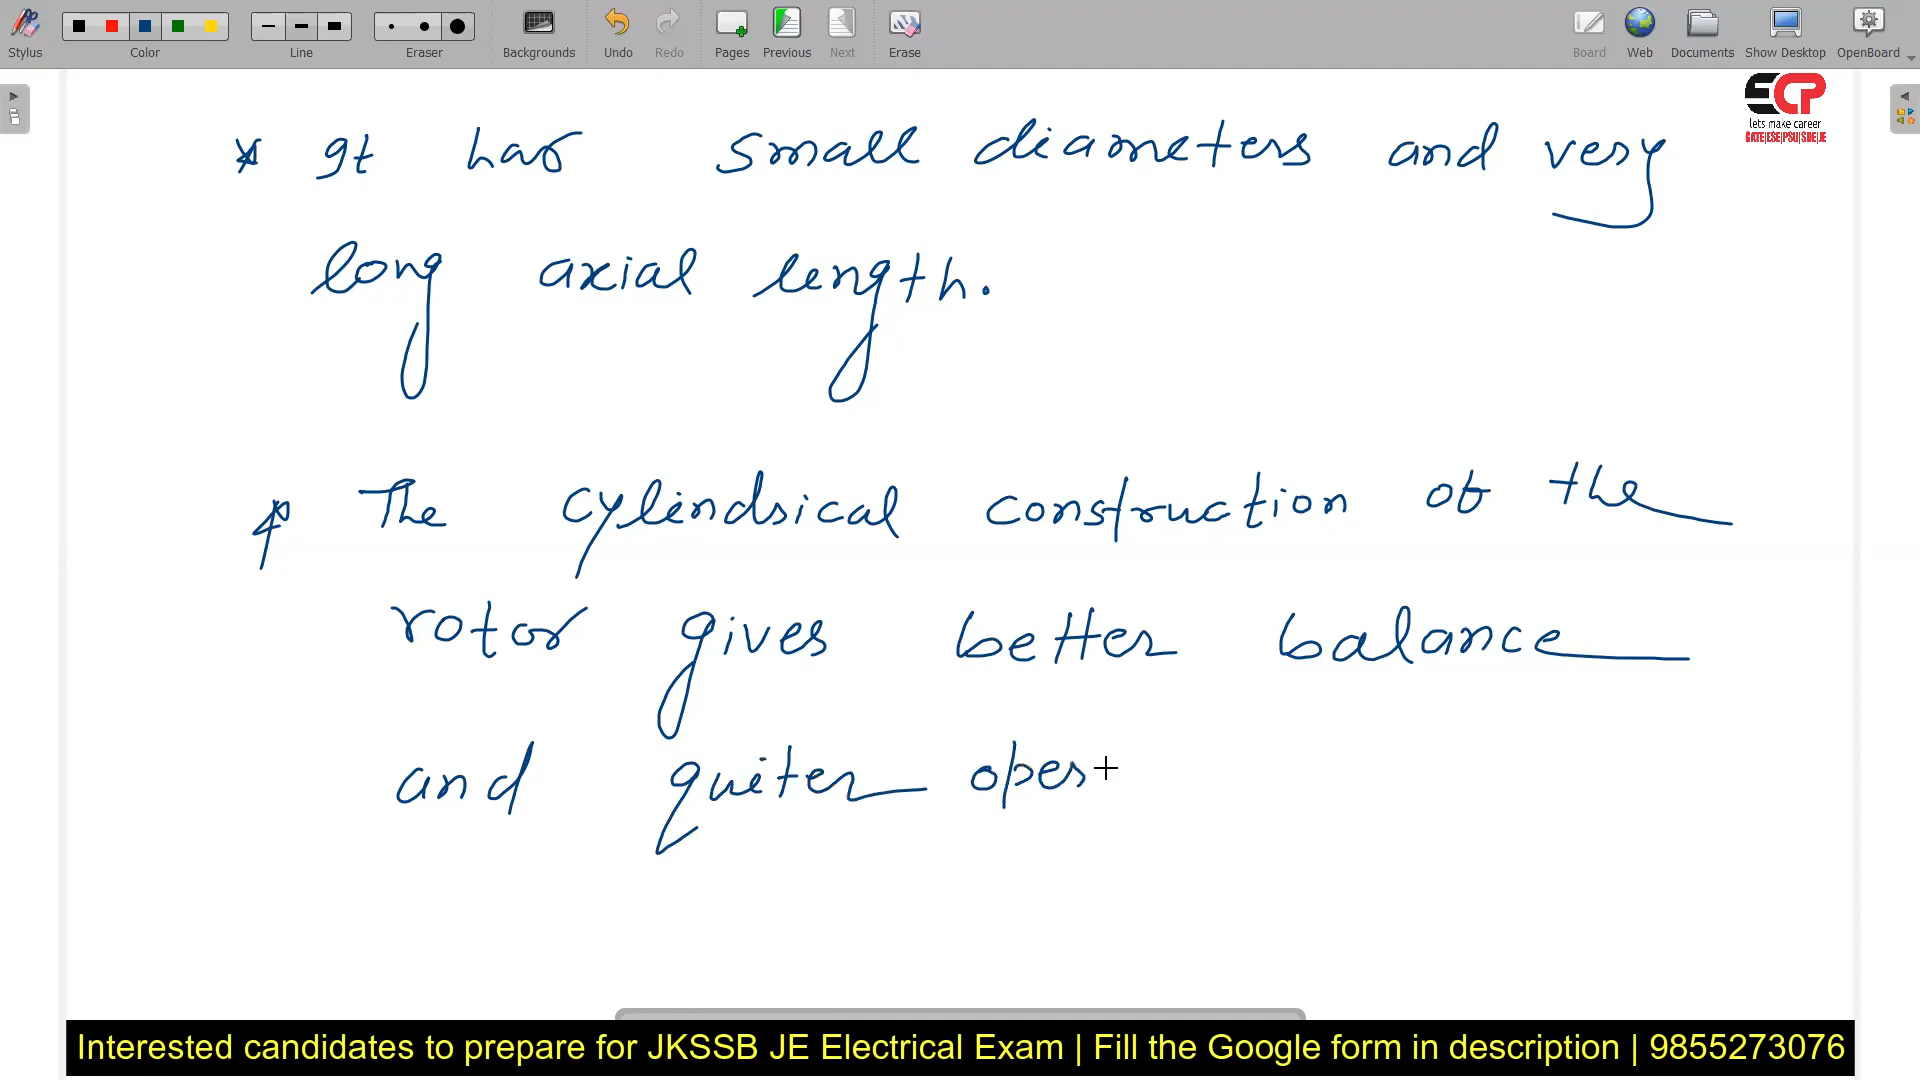 Stylus Color Line Eraser Backgrounds Undo Redo Pages Previous Next Erase Board Web Documents Show Desktop OpenBoard
ECP
lets make career
GATE|ESE|PSU|SDE|JE
* It has small diameters and very
long axial length.
* The cylindrical construction of the
rotor gives better balance
and quiter oper
Interested candidates to prepare for JKSSB JE Electrical Exam | Fill the Google form in description | 9855273076